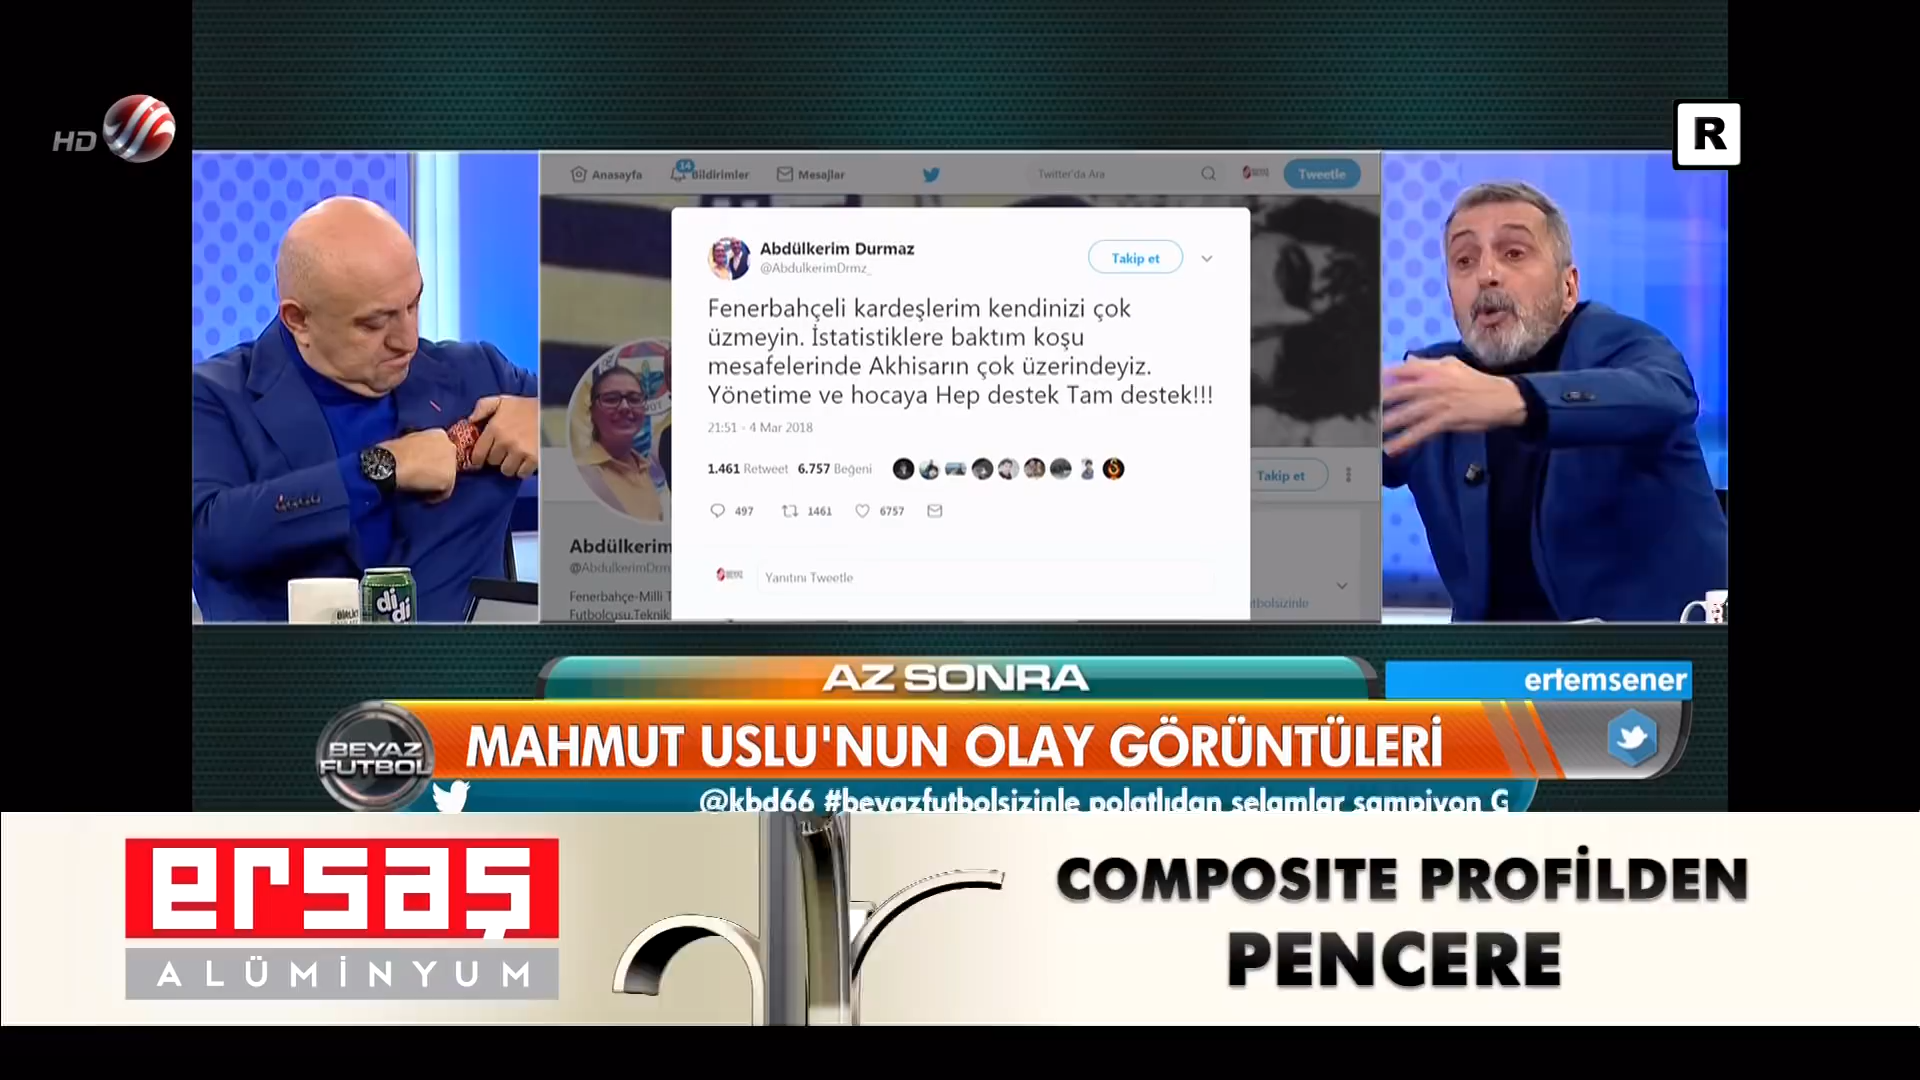 HD
R
Anasayfa
14
Bildirimler
Mesajlar
Twitter'da Ara
Tweetle
Abdülkerim Durmaz
@AbdulkerimDrmz_
Takip et
Fenerbahçeli kardeşlerim kendinizi çok
üzmeyin. İstatistiklere baktım koşu
mesafelerinde Akhisarın çok üzerindeyiz.
Yönetime ve hocaya Hep destek Tam destek!!!
21:51 - 4 Mar 2018
1.461 Retweet 6.757 Beğeni
497 1461 6757
Yanıtını Tweetle
Takip et
Abdülkerim
@AbdulkerimDrm
Fenerbahçe-Milli T
Futbolcusu,Teknik
tbolsizinle
didi
AZ SONRA
ertemsener
BEYAZ
FUTBOL
MAHMUT USLU'NUN OLAY GÖRÜNTÜLERİ
@kbd66 #beyazfutbolsizinle polatlıdan selamlar şampiyon G
ersaş
ALÜMİNYUM
COMPOSITE PROFİLDEN
PENCERE